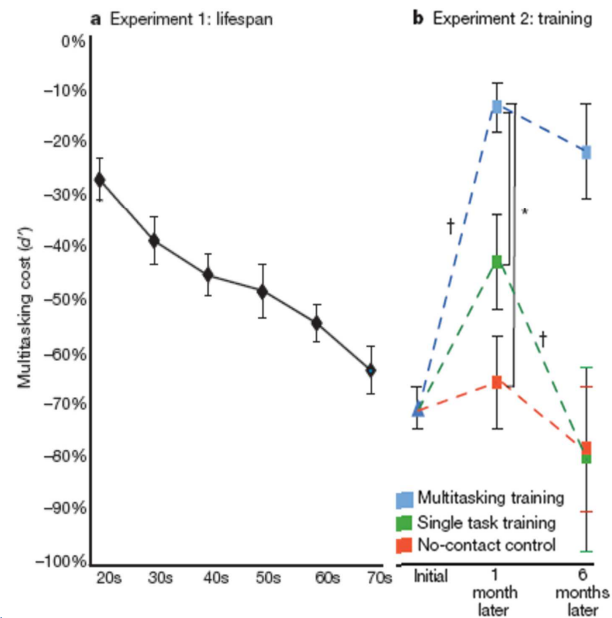 a Experiment 1: lifespan
b Experiment 2: training
Multitasking cost (d′)
0%
−10%
−20%
−30%
−40%
−50%
−60%
−70%
−80%
−90%
−100%
20s 30s 40s 50s 60s 70s
†
*
†
Multitasking training
Single task training
No-contact control
Initial
1
month
later
6
months
later